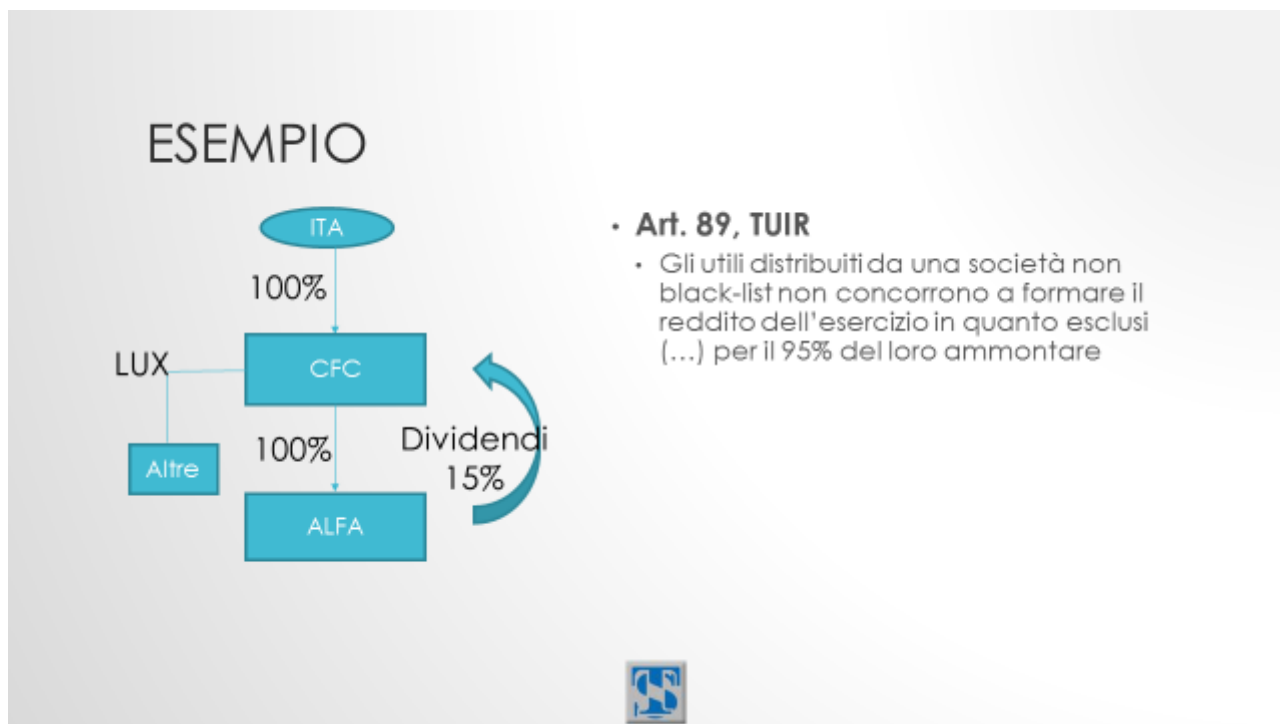 ESEMPIO
ITA
100%
LUX
CFC
Altre
100%
Dividendi
15%
ALFA
• Art. 89, TUIR
• Gli utili distribuiti da una società non
black-list non concorrono a formare il
reddito dell'esercizio in quanto esclusi
(...) per il 95% del loro ammontare